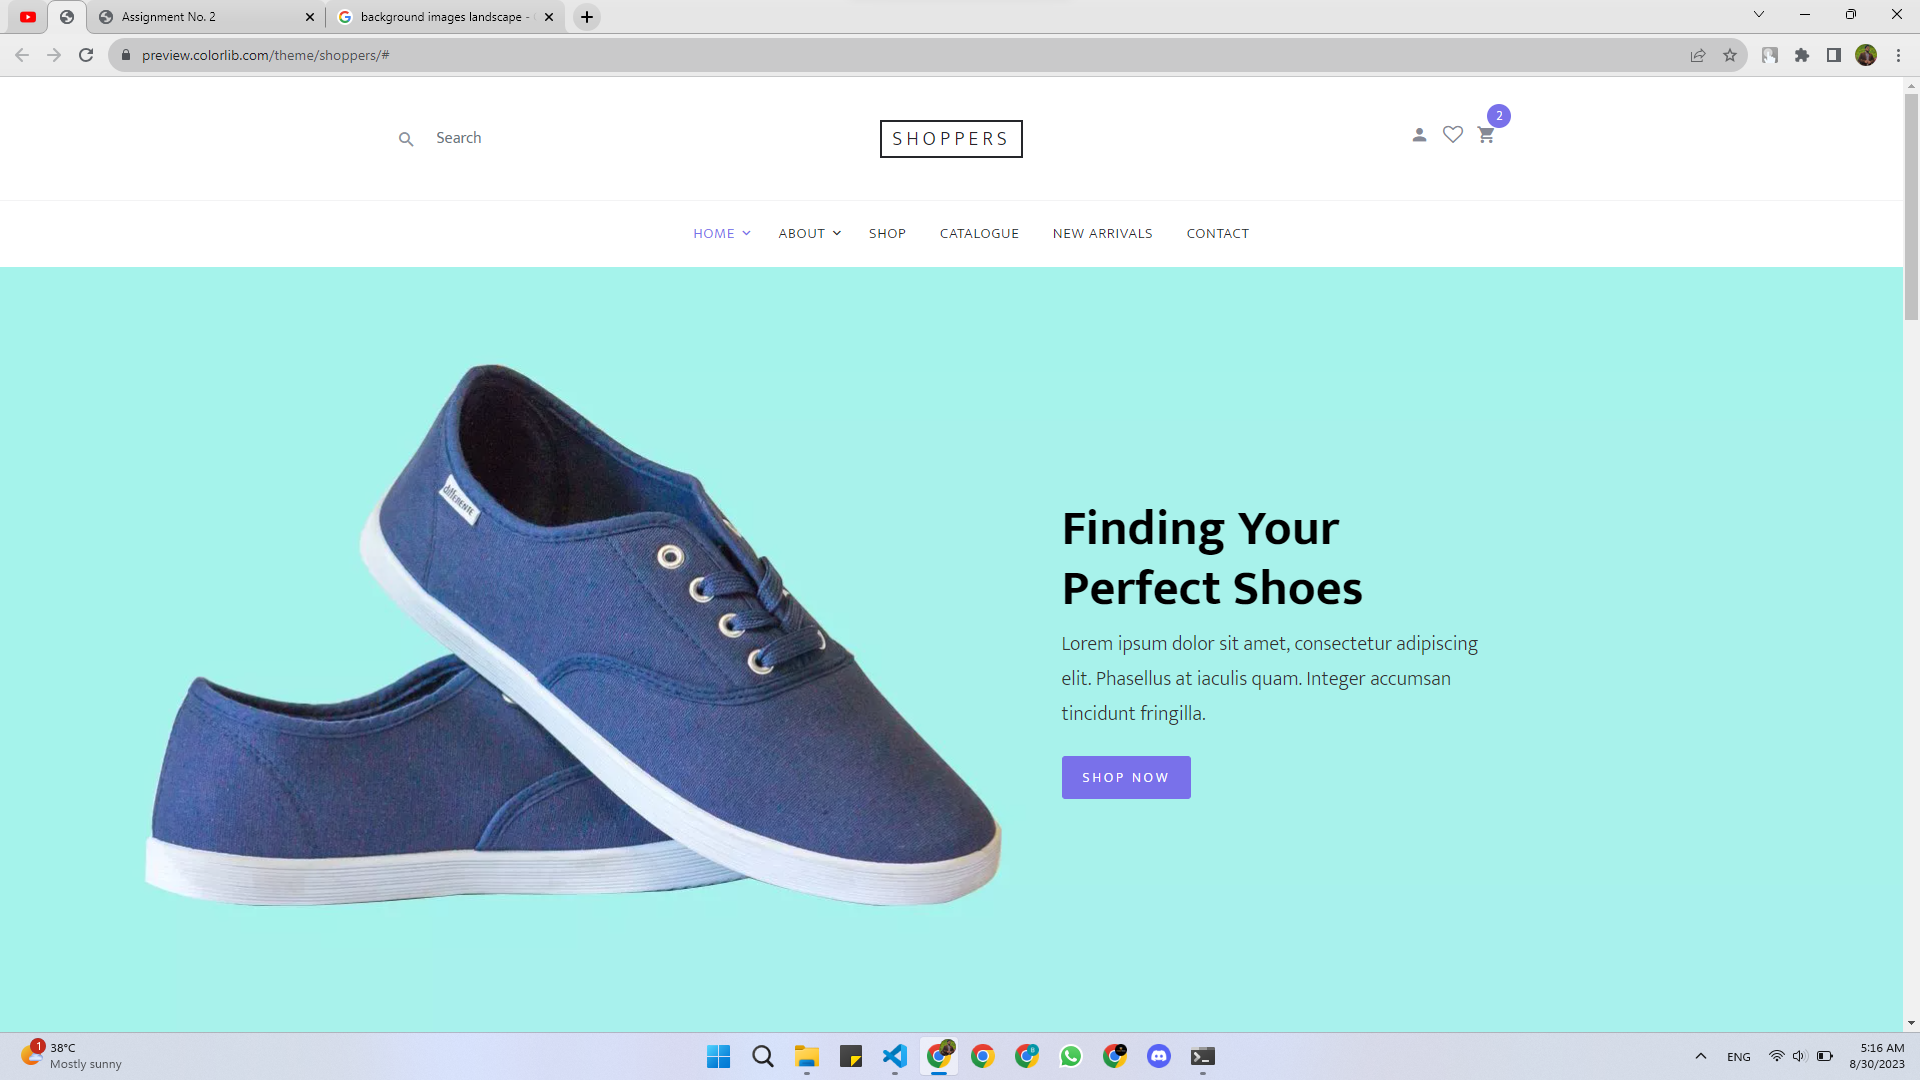 Assignment No. 2
background images landscape -
preview.colorlib.com/theme/shoppers/#
Search
SHOPPERS
2
HOME
ABOUT
SHOP
CATALOGUE
NEW ARRIVALS
CONTACT
differente
Finding Your
Perfect Shoes
Lorem ipsum dolor sit amet, consectetur adipiscing
elit. Phasellus at iaculis quam. Integer accumsan
tincidunt fringilla.
SHOP NOW
1
38°C
Mostly sunny
ENG
5:16 AM
8/30/2023